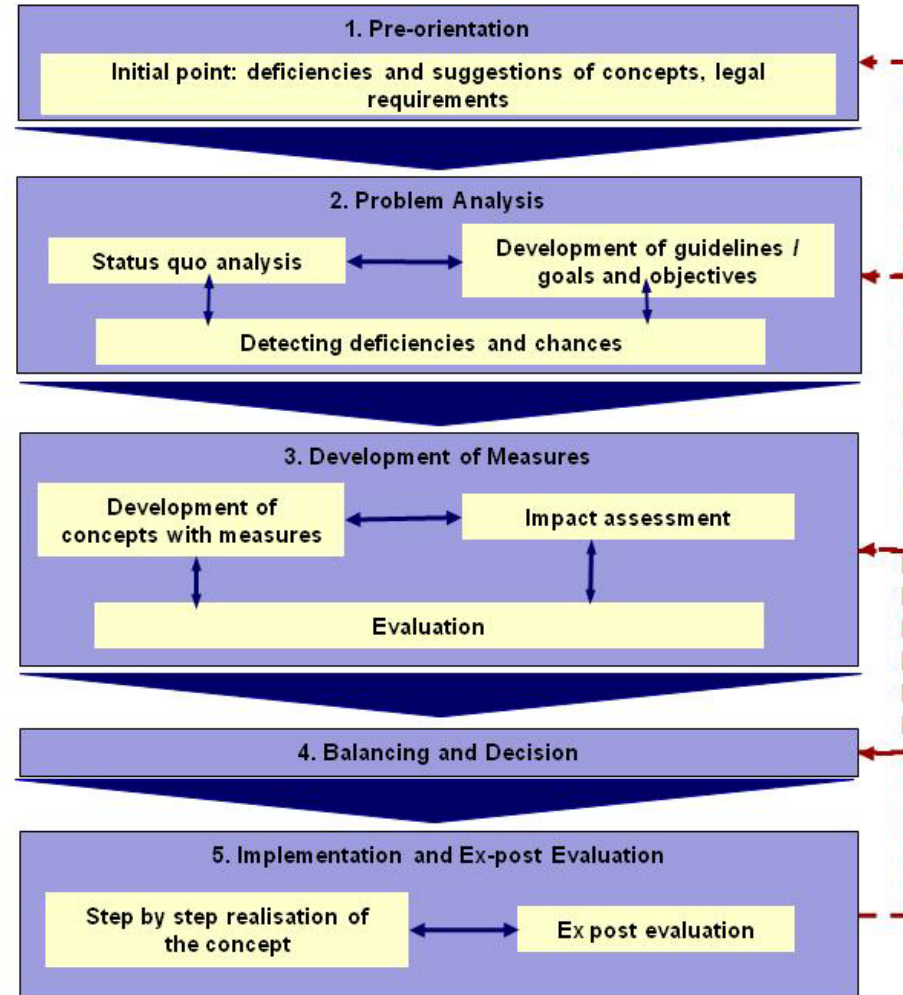 1. Pre-orientation
Initial point: deficiencies and suggestions of concepts, legal
requirements
2. Problem Analysis
Status quo analysis
Development of guidelines /
goals and objectives
Detecting deficiencies and chances
3. Development of Measures
Development of
concepts with measures
Impact assessment
Evaluation
4. Balancing and Decision
5. Implementation and Ex-post Evaluation
Step by step realisation of
the concept
Ex post evaluation